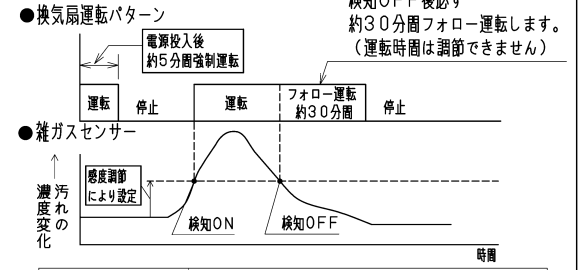 ●換気扇運転パターン
検知OFF後必ず
約30分間フォロー運転します。
（運転時間は調節できません）
電源投入後
約5分間強制運転
運転
停止
運転
フォロー運転
約30分間
停止
●雑ガスセンサー
汚れの
濃度変化
感度調節
により設定
検知ON
検知OFF
時間